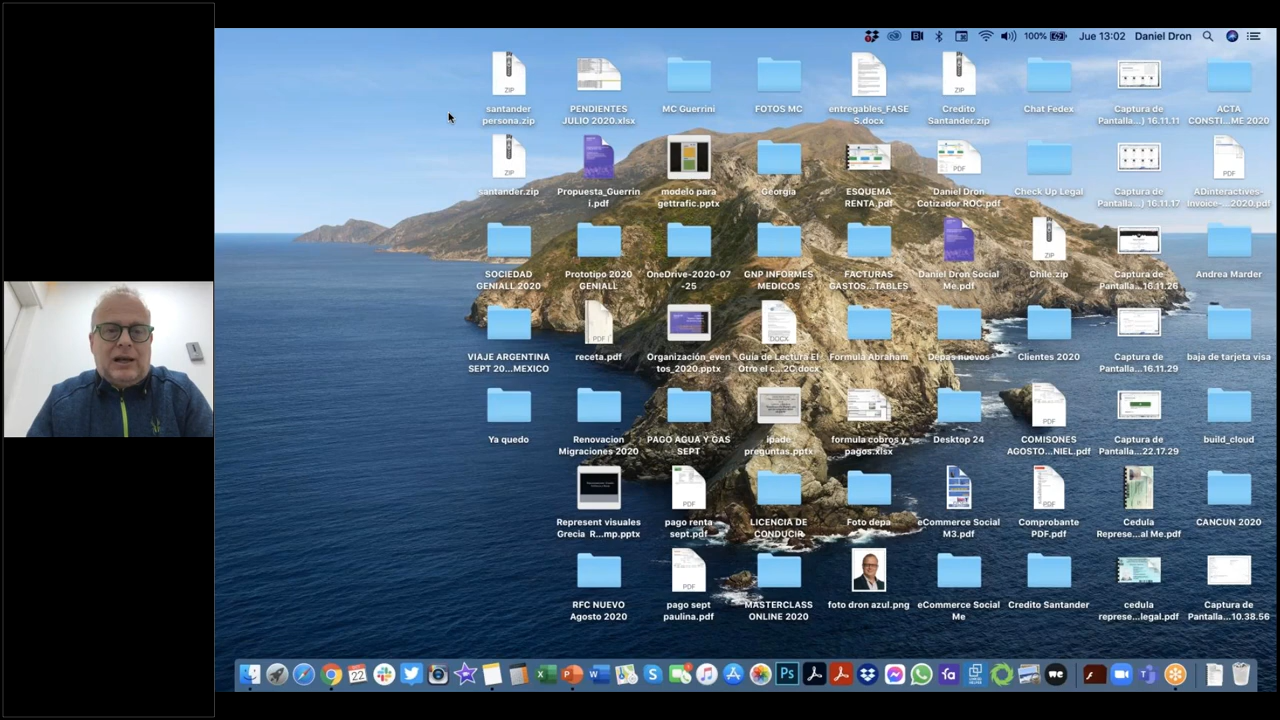 100%
Jue 13:02
Daniel Dron
santander persona.zip
PENDIENTES JULIO 2020.xlsx
MC Guerrini
FOTOS MC
entregables_FASE S.docx
Credito Santander.zip
Chat Fedex
Captura de Pantalla...) 16.11.11
ACTA CONSTI...ME 2020
santander.zip
Propuesta_Guerrin i.pdf
modelo para gettrafic.pptx
Georgia
ESQUEMA RENTA.pdf
Daniel Dron Cotizador ROC.pdf
Check Up Legal
Captura de Pantalla...) 16.11.17
ADinteractives-invoice-...2020.pdf
SOCIEDAD GENIALL 2020
Prototipo 2020 GENIALL
OneDrive-2020-07 -25
GNP INFORMES MEDICOS
FACTURAS GASTOS...TABLES
Daniel Dron Social Me.pdf
Chile.zip
Captura de Pantalla...16.11.26
Andrea Marder
VIAJE ARGENTINA SEPT 20...MEXICO
receta.pdf
Organización_even tos_2020.pptx
Guía de Lectura El Otro el c...2C.docx
Formula Abraham
Depas nuevos
Clientes 2020
Captura de Pantalla...16.11.29
baja de tarjeta visa
Ya quedo
Renovacion Migraciones 2020
PAGO AGUA Y GAS SEPT
ipade preguntas.pptx
formula cobros y pagos.xlsx
Desktop 24
COMISONES AGOSTO...NIEL.pdf
Captura de Pantalla...22.17.29
build_cloud
Represent visuales Grecia R...mp.pptx
pago renta sept.pdf
LICENCIA DE CONDUCIR
Foto depa
eCommerce Social M3.pdf
Comprobante PDF.pdf
Cedula Represe...al Me.pdf
CANCUN 2020
RFC NUEVO Agosto 2020
pago sept paulina.pdf
MASTERCLASS ONLINE 2020
foto dron azul.png
eCommerce Social Me
Credito Santander
cedula represe...legal.pdf
Captura de Pantalla...10.38.56